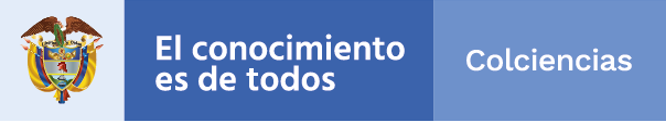 El conocimiento
es de todos
Colciencias